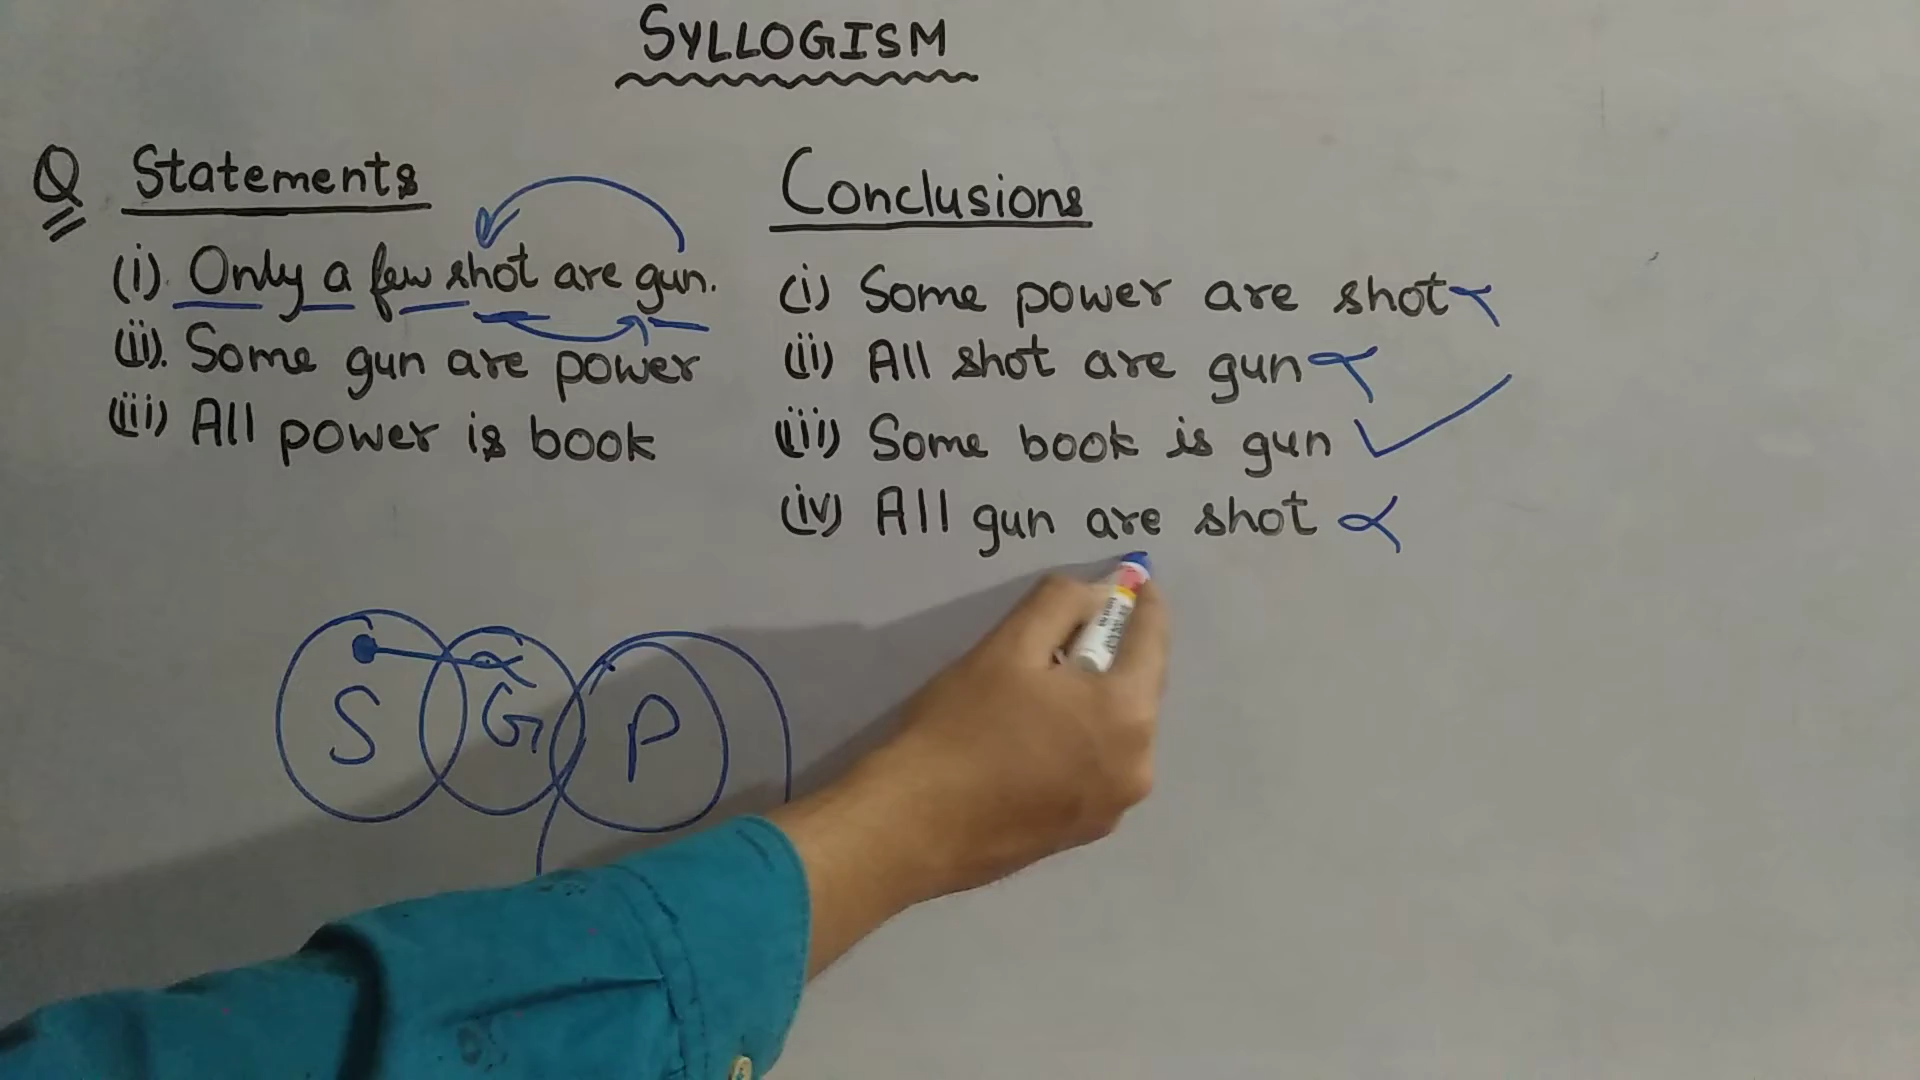 SYLLOGISM
Q Statements
(i). Only a few shot are gun.
(ii). Some gun are power
(iii) All power is book
Conclusions
(i) Some power are shot
(ii) All shot are gun
(iii) Some book is gun
(iv) All gun are shot
S G P